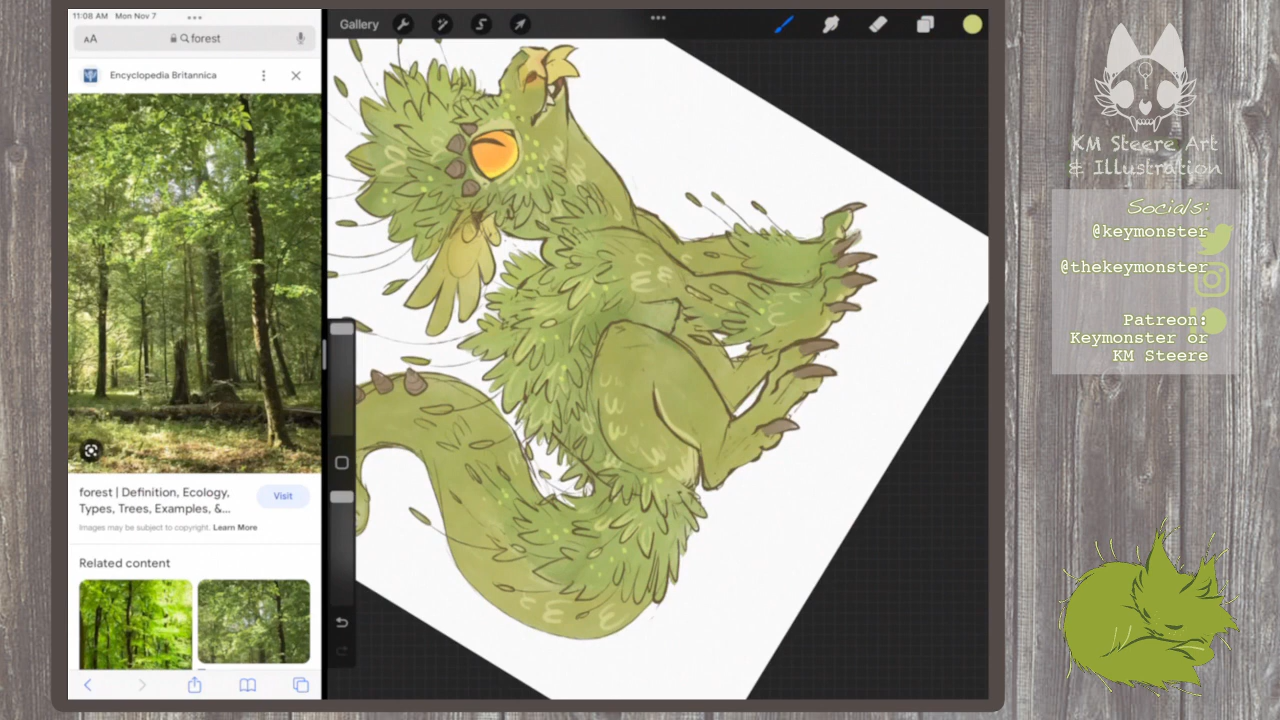 11:08 AM Mon Nov 7
AA
forest
Encyclopedia Britannica
forest | Definition, Ecology,
Types, Trees, Examples, &...
Visit
Images may be subject to copyright. Learn More
Related content
Gallery
KM Steere Art
& Illustration
Socials:
@keymonster
@thekeymonster
Patreon:
Keymonster or
KM Steere